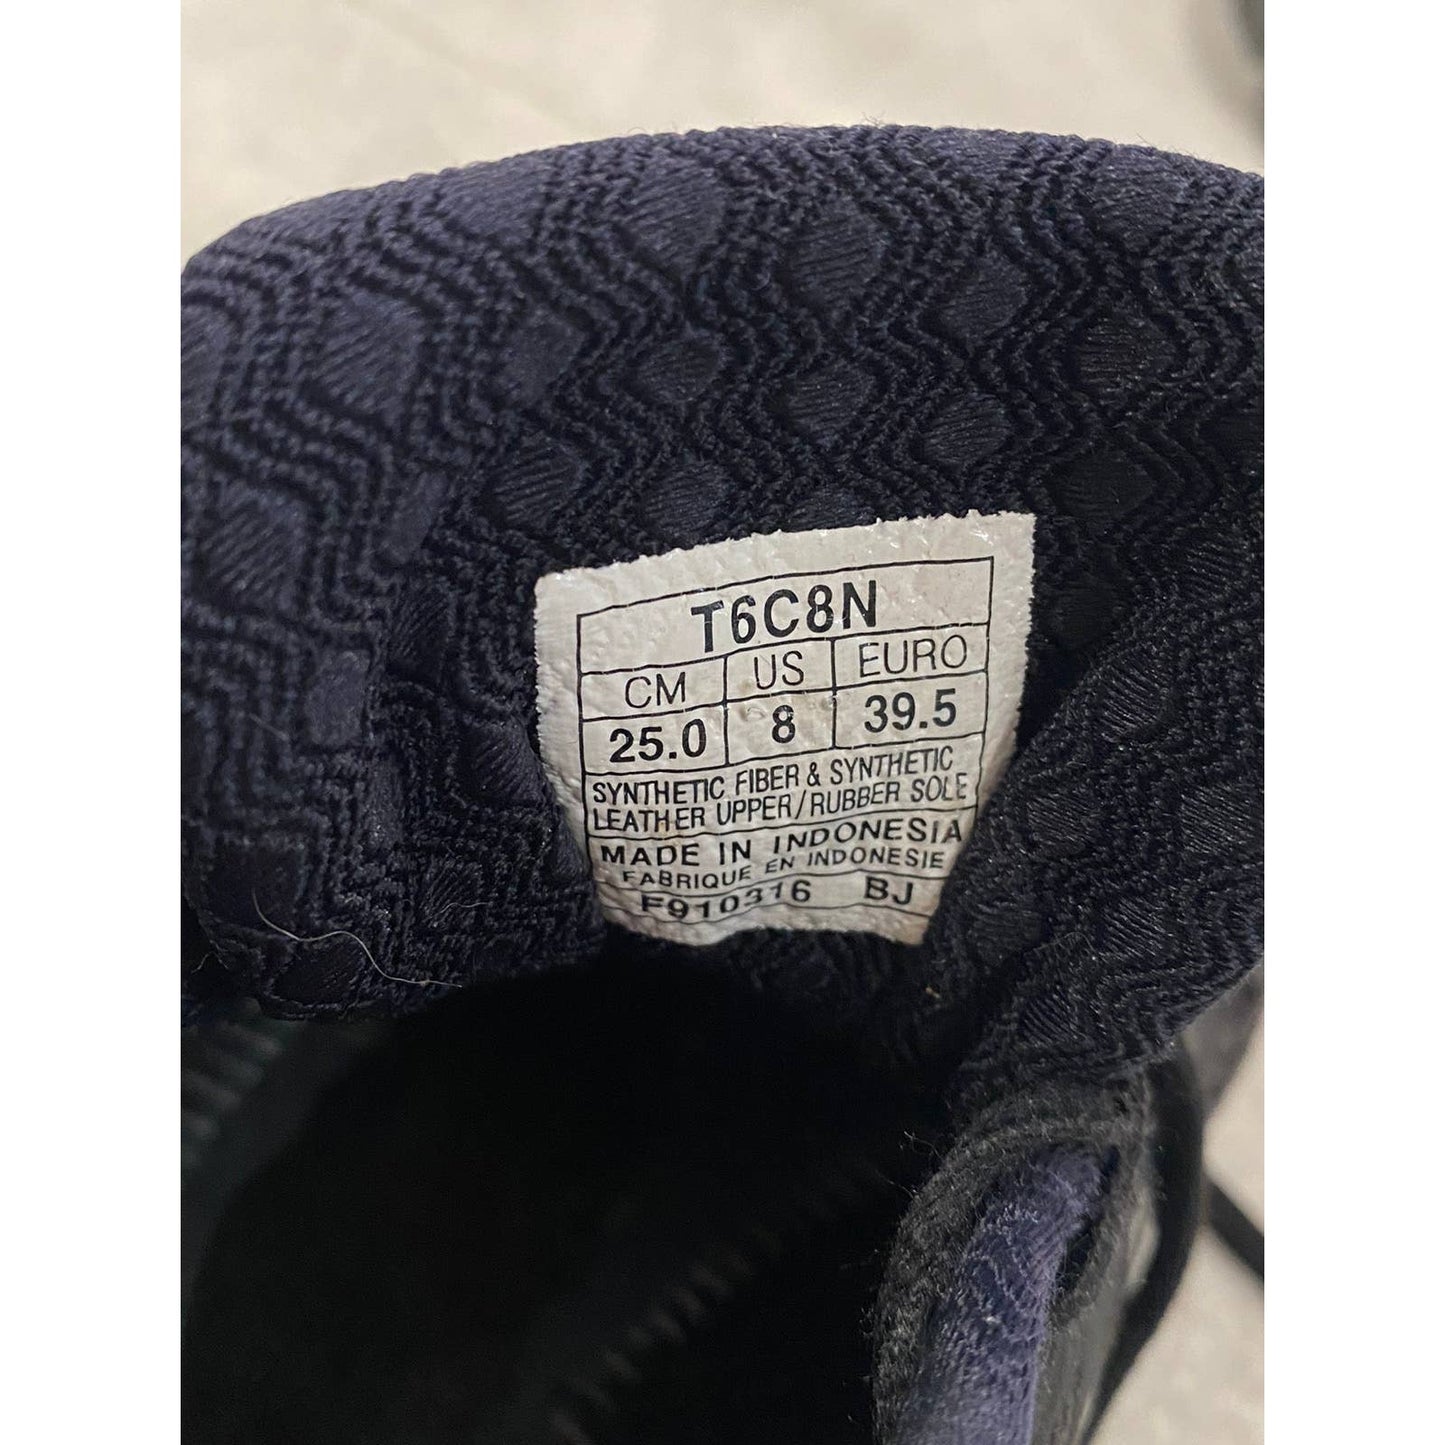 T6C8N
CM US EURO
25.0 8 39.5
SYNTHETIC FIBER & SYNTHETIC
LEATHER UPPER/RUBBER SOLE
MADE IN INDONESIA
FABRIQUE EN INDONESIE
F910316 BJ